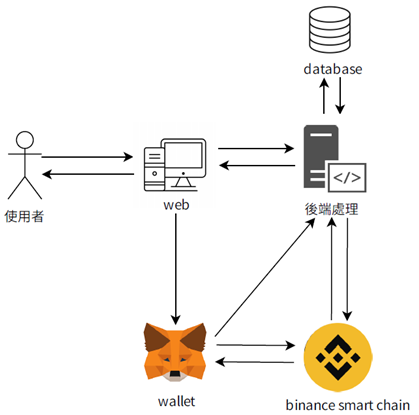 database
</>
web
後端處理
使用者
wallet
binance smart chain